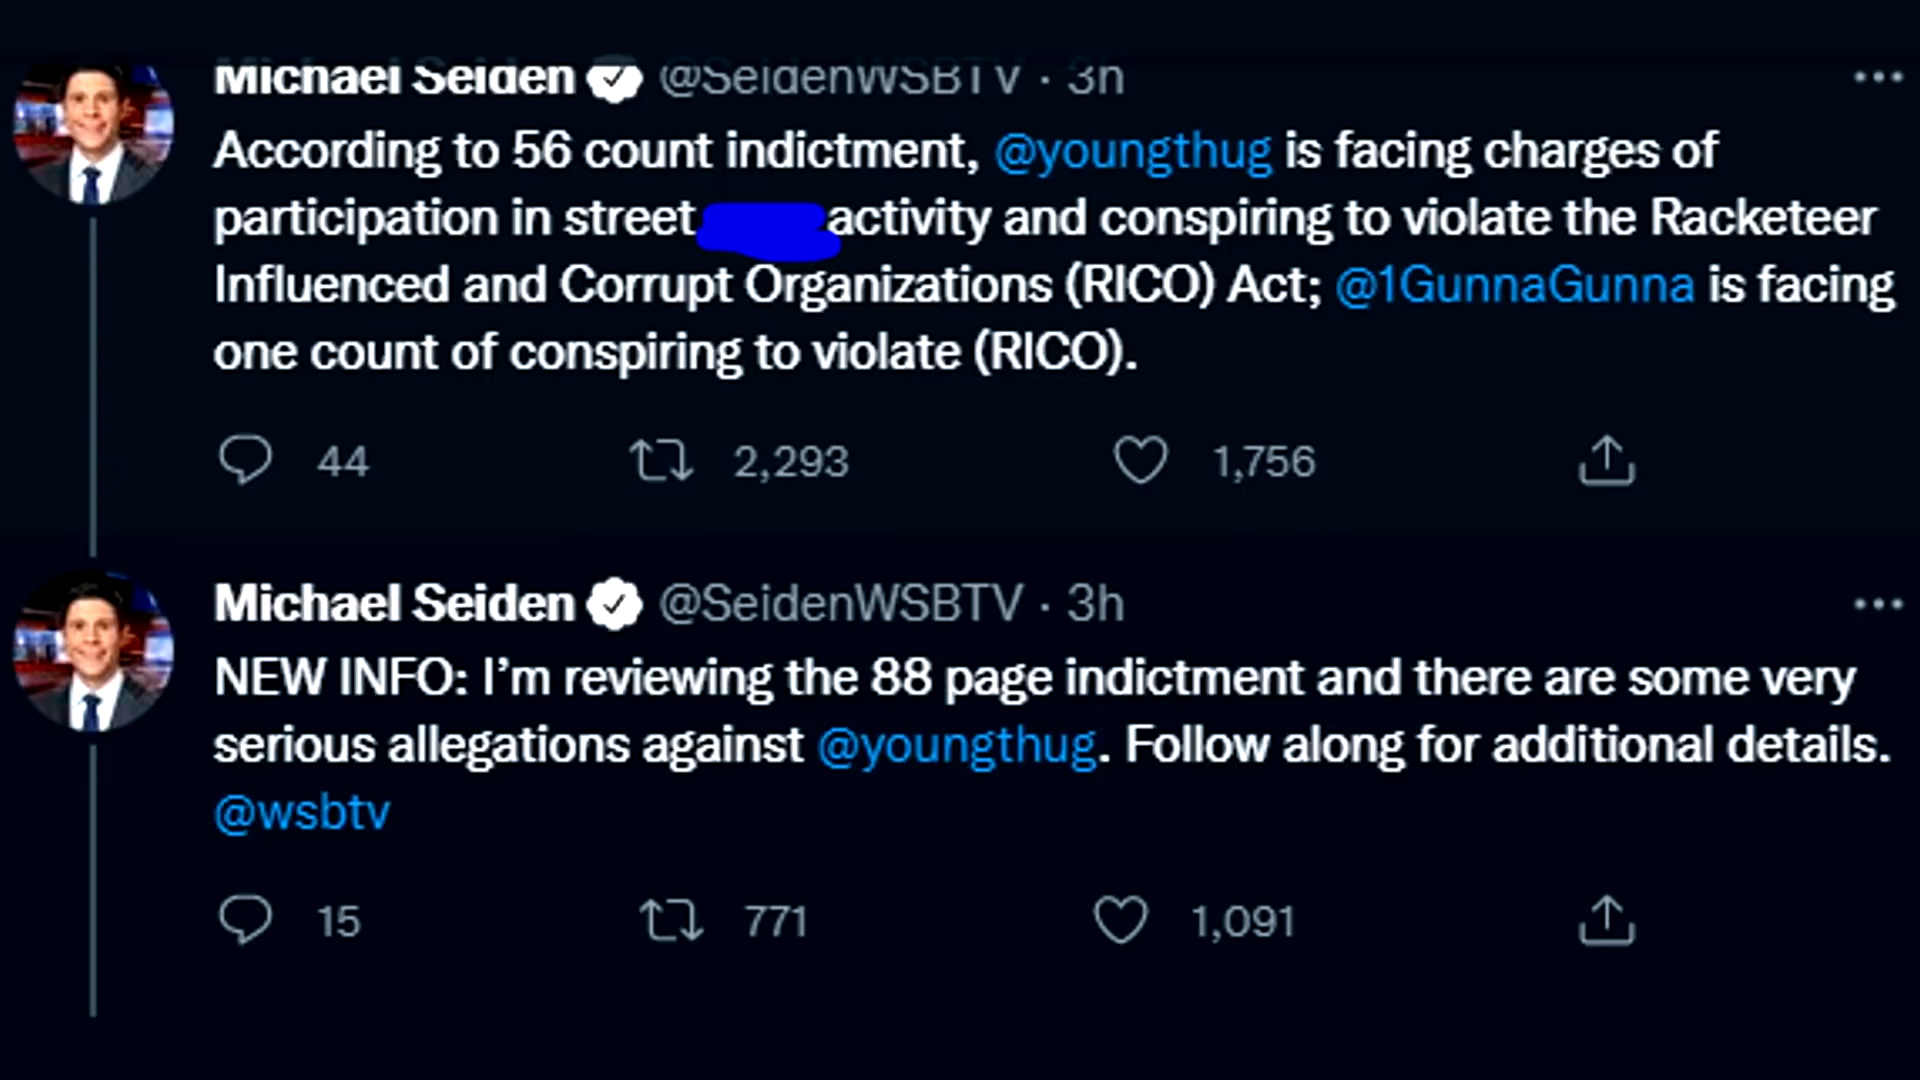 Michael Seiden @SeidenWSBTV · 3h
According to 56 count indictment, @youngthug is facing charges of
participation in street activity and conspiring to violate the Racketeer
Influenced and Corrupt Organizations (RICO) Act; @1GunnaGunna is facing
one count of conspiring to violate (RICO).
44 2,293 1,756
Michael Seiden @SeidenWSBTV · 3h
NEW INFO: I’m reviewing the 88 page indictment and there are some very
serious allegations against @youngthug. Follow along for additional details.
@wsbtv
15 771 1,091